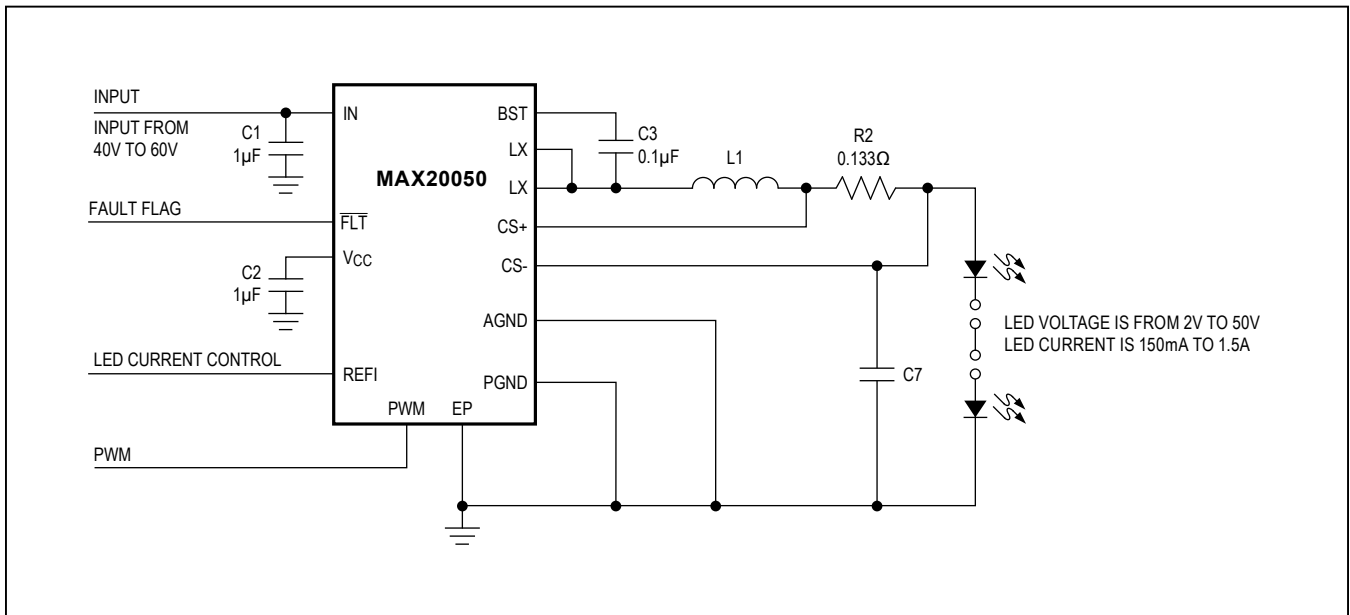 INPUT
INPUT FROM
40V TO 60V
C1
1µF
FAULT FLAG
C2
1µF
LED CURRENT CONTROL
PWM
IN
FLT
VCC
REFI
PWM
EP
MAX20050
BST
LX
LX
CS+
CS-
AGND
PGND
C3
0.1µF
L1
R2
0.133Ω
C7
LED VOLTAGE IS FROM 2V TO 50V
LED CURRENT IS 150mA TO 1.5A